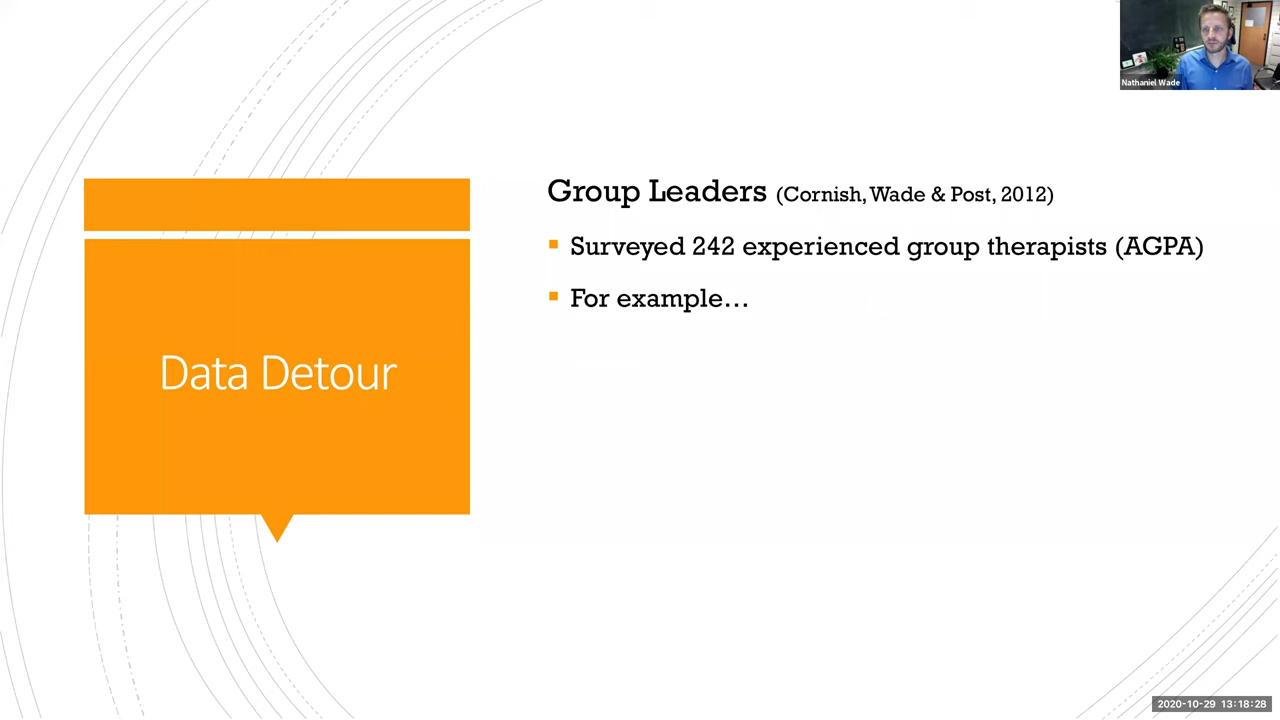 Nathaniel Wade
Group Leaders (Cornish, Wade & Post, 2012)
Surveyed 242 experienced group therapists (AGPA)
For example…
Data Detour
2020-10-29 13:18:28